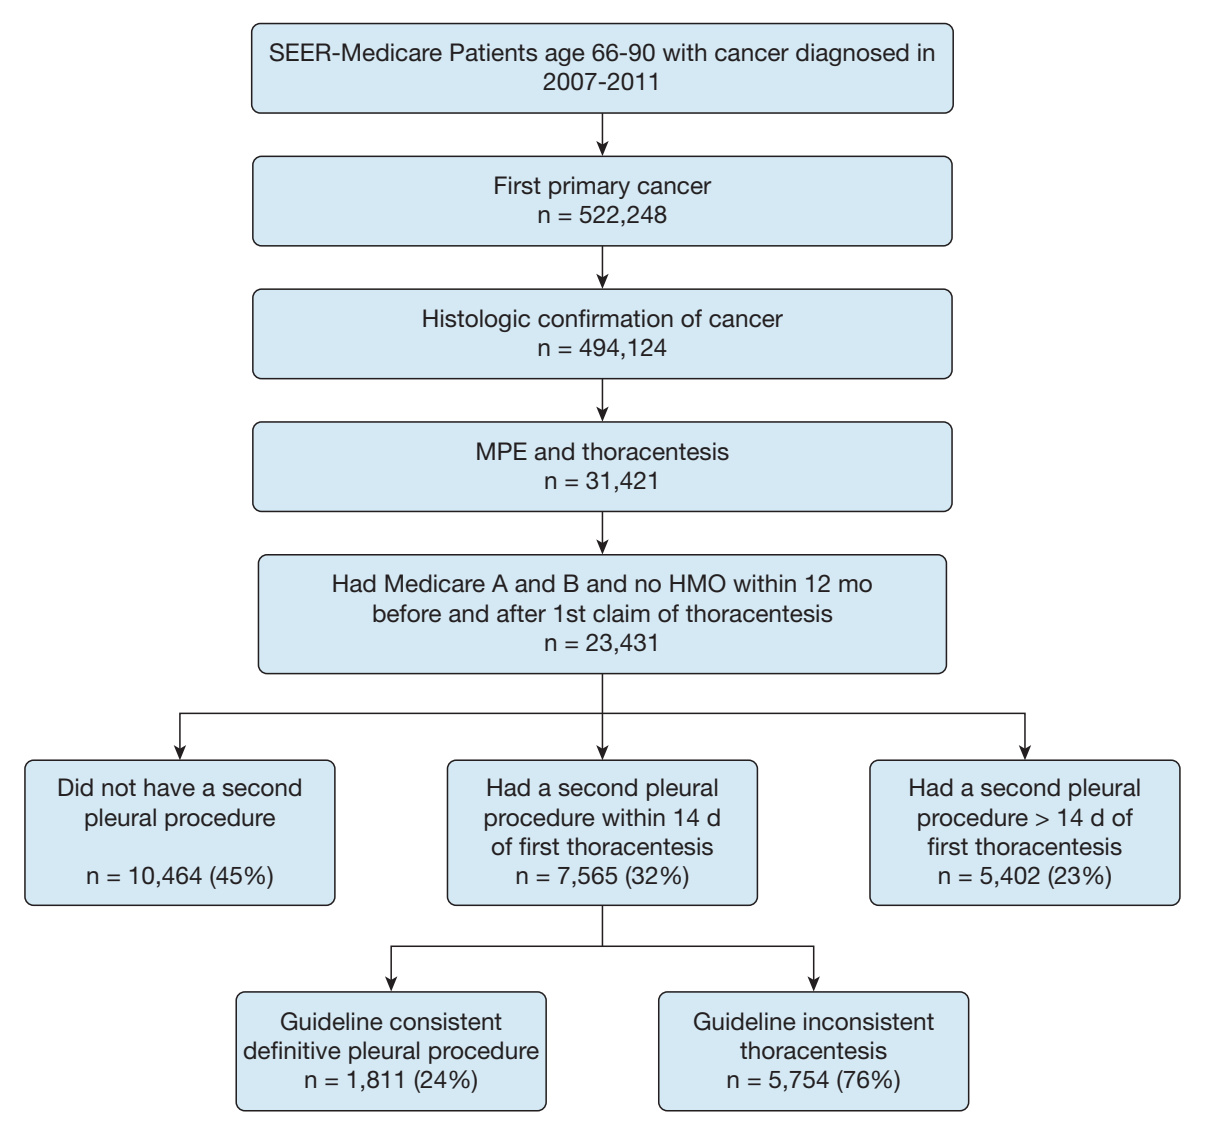 SEER-Medicare Patients age 66-90 with cancer diagnosed in
2007-2011
First primary cancer
n = 522,248
Histologic confirmation of cancer
n = 494,124
MPE and thoracentesis
n = 31,421
Had Medicare A and B and no HMO within 12 mo
before and after 1st claim of thoracentesis
n = 23,431
Did not have a second
pleural procedure
n = 10,464 (45%)
Had a second pleural
procedure within 14 d
of first thoracentesis
n = 7,565 (32%)
Had a second pleural
procedure > 14 d of
first thoracentesis
n = 5,402 (23%)
Guideline consistent
definitive pleural procedure
n = 1,811 (24%)
Guideline inconsistent
thoracentesis
n = 5,754 (76%)